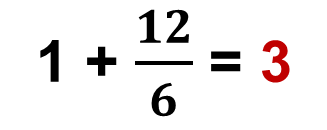 1 + 12/6 = 3